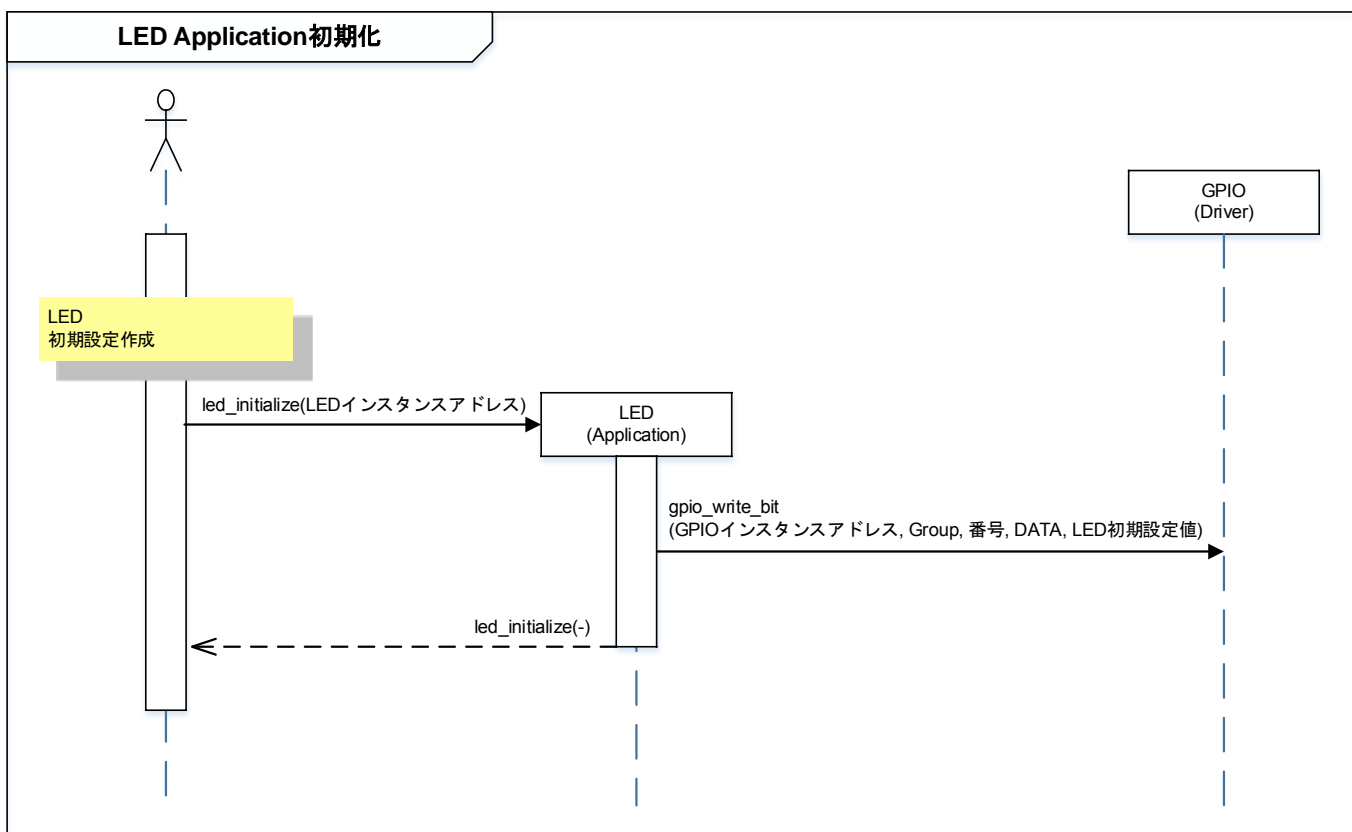 LED Application初期化
GPIO
(Driver)
LED
初期設定作成
led_initialize(LEDインスタンスアドレス)
LED
(Application)
gpio_write_bit
(GPIOインスタンスアドレス, Group, 番号, DATA, LED初期設定値)
led_initialize(-)